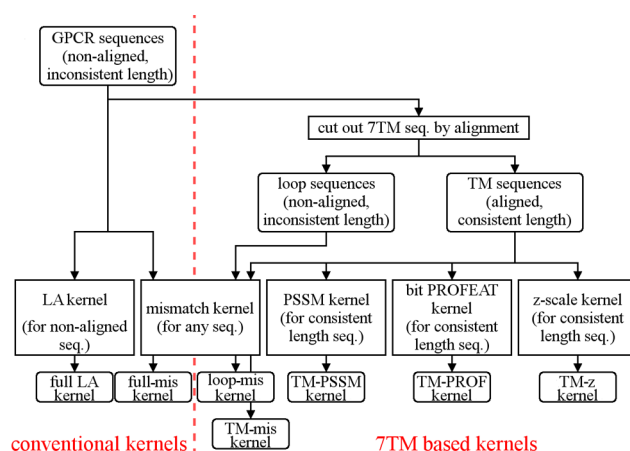 GPCR sequences
(non-aligned,
inconsistent length)
cut out 7TM seq. by alignment
loop sequences
(non-aligned,
inconsistent length)
TM sequences
(aligned,
consistent length)
LA kernel
(for non-aligned
seq.)
mismatch kernel
(for any seq.)
PSSM kernel
(for consistent
length seq.)
bit PROFEAT
kernel
(for consistent
length seq.)
z-scale kernel
(for consistent
length seq.)
full LA
kernel
full-mis
kernel
loop-mis
kernel
TM-PSSM
kernel
TM-PROF
kernel
TM-z
kernel
TM-mis
kernel
conventional kernels
7TM based kernels